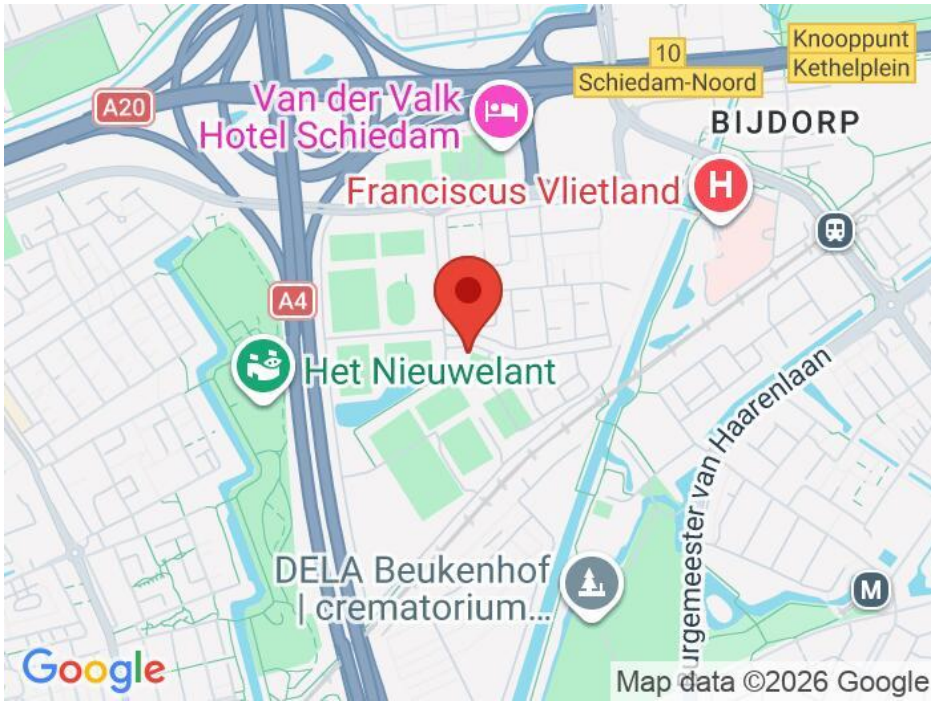 10
Schiedam-Noord
Knooppunt
Kethelplein
A20
Van der Valk
Hotel Schiedam
BIJDORP
Franciscus Vlietland
H
A4
Het Nieuwelant
Burgemeester van Haarenlaan
DELA Beukenhof
| crematorium...
M
Google
Map data ©2026 Google